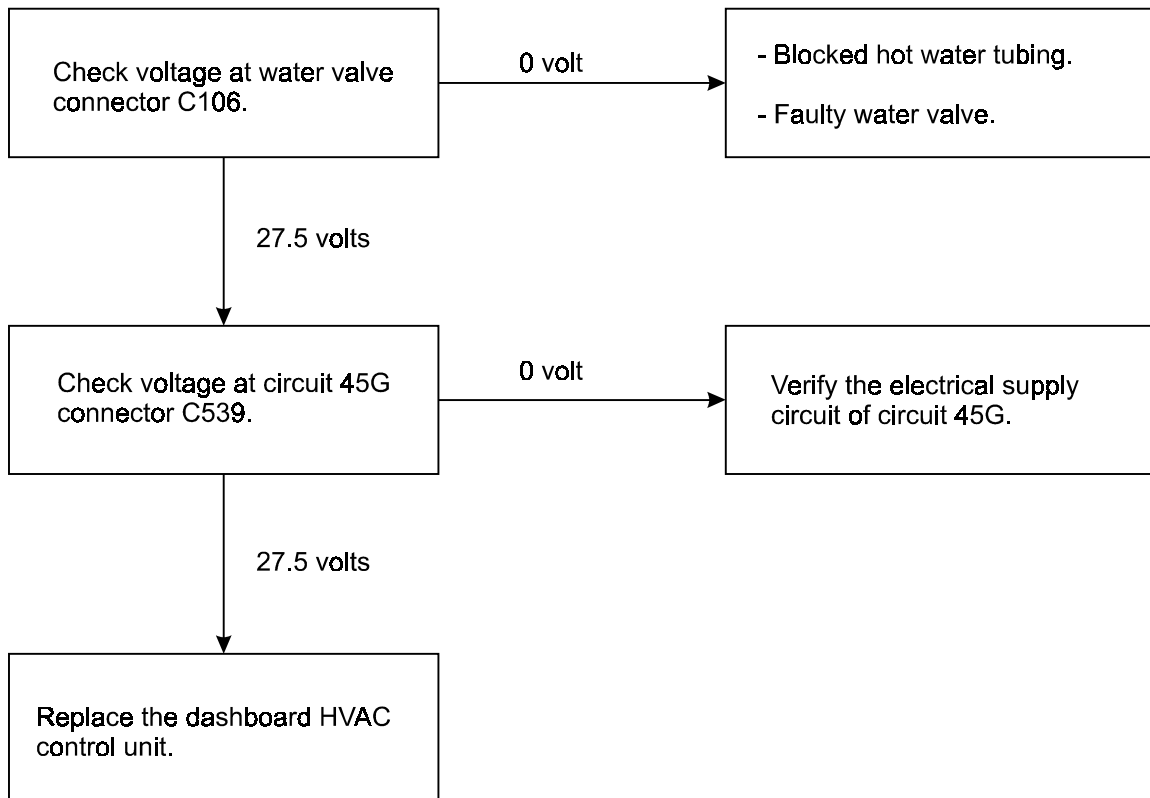 Check voltage at water valve
connector C106.
0 volt
- Blocked hot water tubing.
- Faulty water valve.
27.5 volts
Check voltage at circuit 45G
connector C539.
0 volt
Verify the electrical supply
circuit of circuit 45G.
27.5 volts
Replace the dashboard HVAC
control unit.